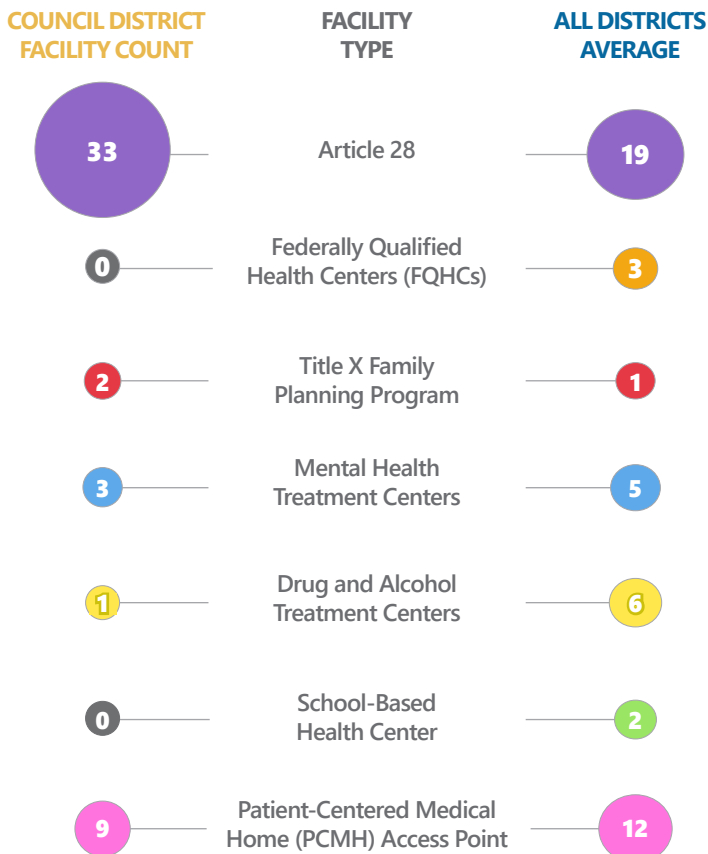 COUNCIL DISTRICT
FACILITY COUNT
FACILITY
TYPE
ALL DISTRICTS
AVERAGE
33
Article 28
19
0
Federally Qualified
Health Centers (FQHCs)
3
2
Title X Family
Planning Program
1
3
Mental Health
Treatment Centers
5
1
Drug and Alcohol
Treatment Centers
6
0
School-Based
Health Center
2
9
Patient-Centered Medical
Home (PCMH) Access Point
12